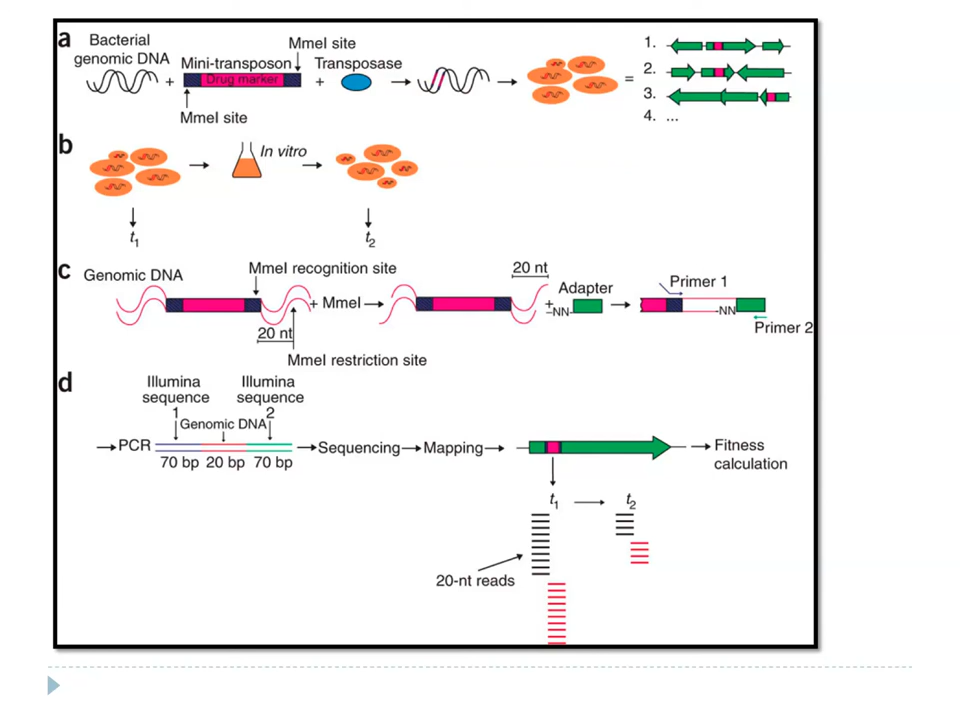 a
Bacterial
genomic DNA
+
Mini-transposon
Drug marker
MmeI site
MmeI site
+
Transposase
=
1.
2.
3.
4. ...
b
In vitro
t1
t2
c
Genomic DNA
MmeI recognition site
20 nt
MmeI restriction site
+ MmeI
20 nt
Adapter
+
–NN–
Primer 1
-NN
Primer 2
d
Illumina
sequence
1
Illumina
sequence
2
Genomic DNA
PCR
70 bp 20 bp 70 bp
Sequencing
Mapping
Fitness
calculation
t1
t2
20-nt reads